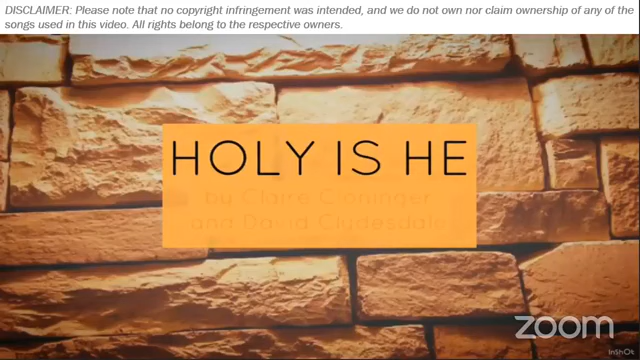 DISCLAIMER: Please note that no copyright infringement was intended, and we do not own nor claim ownership of any of the
songs used in this video. All rights belong to the respective owners.
HOLY IS HE
by Claire Cloninger
and David Clydesdale
zoom
InShOt